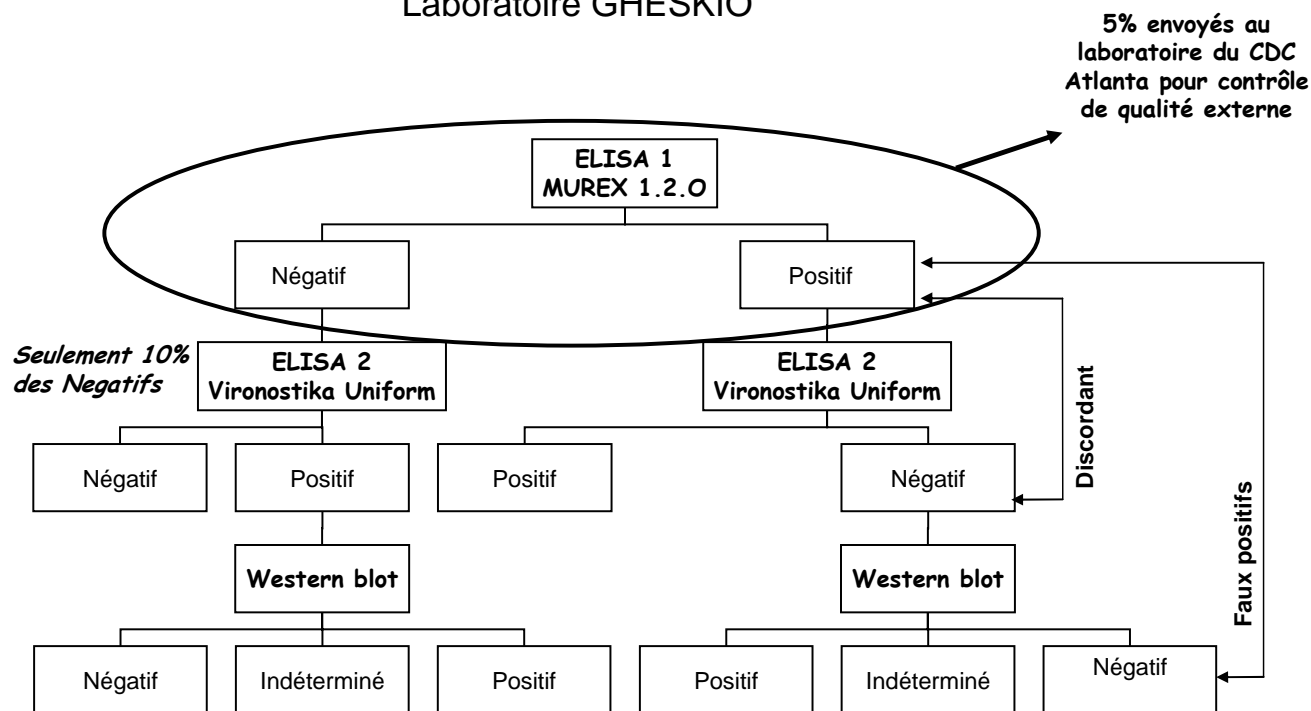 Laboratoire GHESKIO
5% envoyés au
laboratoire du CDC
Atlanta pour contrôle
de qualité externe
ELISA 1
MUREX 1.2.O
Négatif
Positif
Seulement 10%
des Negatifs
ELISA 2
Vironostika Uniform
ELISA 2
Vironostika Uniform
Discordant
Négatif
Positif
Positif
Négatif
Faux positifs
Western blot
Western blot
Négatif
Indéterminé
Positif
Positif
Indéterminé
Négatif